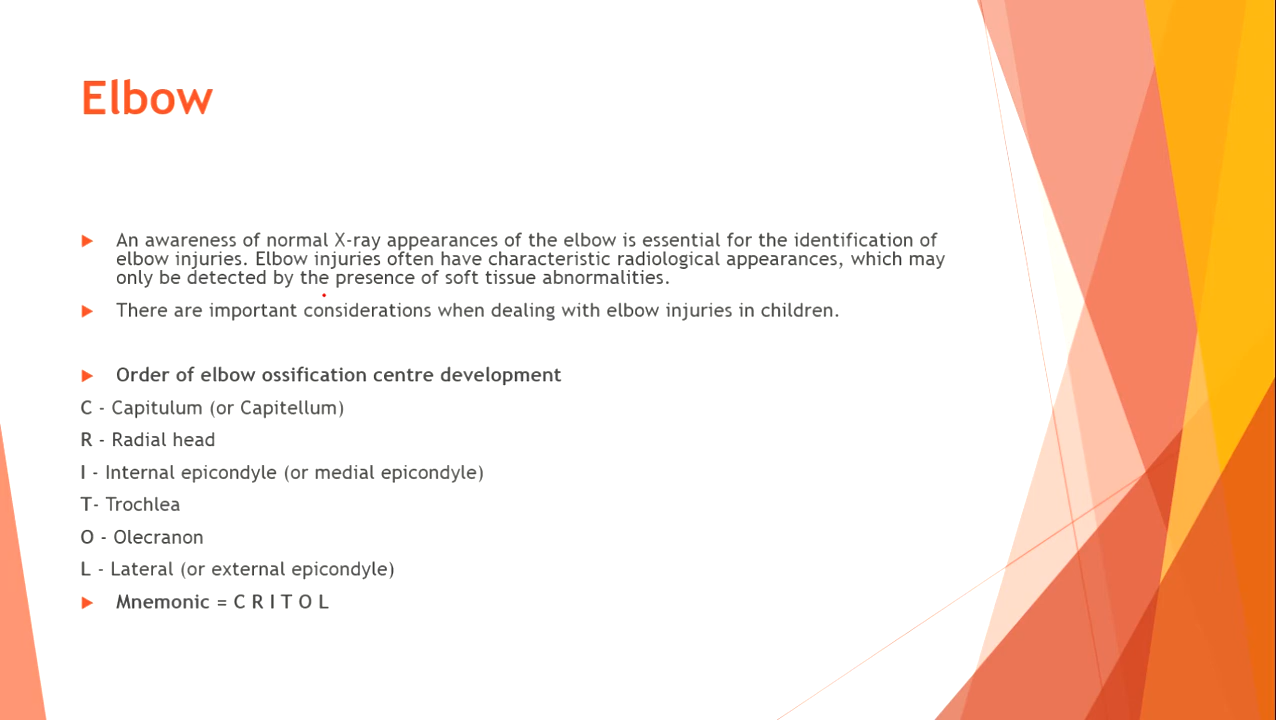 Elbow
An awareness of normal X-ray appearances of the elbow is essential for the identification of
elbow injuries. Elbow injuries often have characteristic radiological appearances, which may
only be detected by the presence of soft tissue abnormalities.
There are important considerations when dealing with elbow injuries in children.
Order of elbow ossification centre development
C - Capitulum (or Capitellum)
R - Radial head
I - Internal epicondyle (or medial epicondyle)
T- Trochlea
O - Olecranon
L - Lateral (or external epicondyle)
Mnemonic = C R I T O L